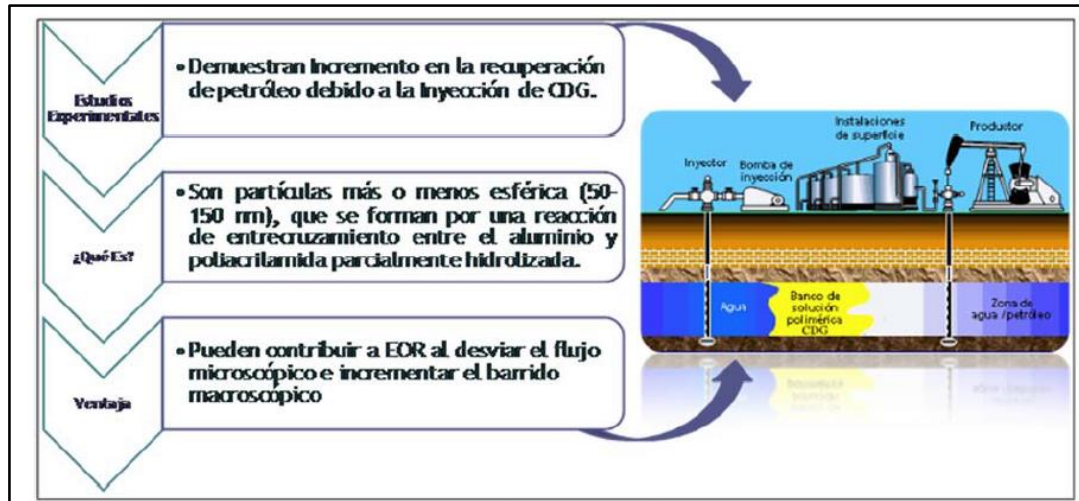 Estudios
Experimentales
• Demuestran Incremento en la recuperación
de petróleo debido a la Inyección de CDG.
¿Qué Es?
• Son partículas más o menos esférica (50-
150 nm), que se forman por una reacción
de entrecruzamiento entre el aluminio y
poliacrilamida parcialmente hidrolizada.
Ventaja
• Pueden contribuir a EOR al desviar el flujo
microscópico e incrementar el barrido
macroscópico
Instalaciones
de superficie
Productor
Inyector
Bomba de
inyección
Agua
Banco de
solución
polimérica
CDG
Zona de
agua /petróleo